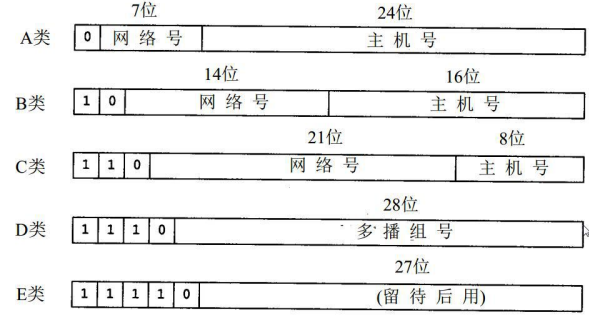 7位 24位
A类 0 网络号 主机号
14位 16位
B类 1 0 网络号 主机号
21位 8位
C类 1 1 0 网络号 主机号
28位
D类 1 1 1 0 多播组号
27位
E类 1 1 1 1 0 (留待后用)